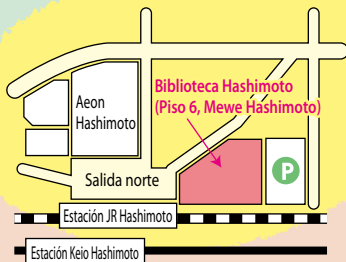 Biblioteca Hashimoto
(Piso 6, Mewe Hashimoto)
Aeon
Hashimoto
P
Salida norte
Estación JR Hashimoto
Estación Keio Hashimoto